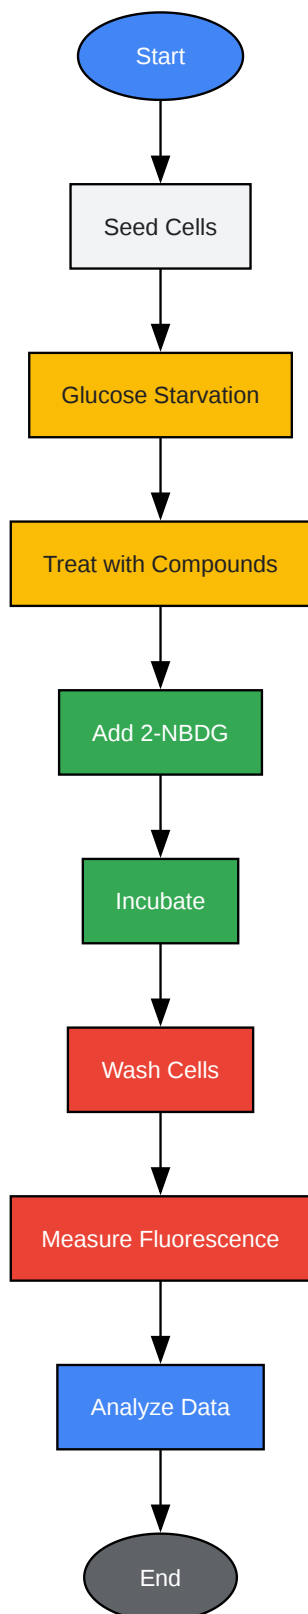 Start
Seed Cells
Glucose Starvation
Treat with Compounds
Add 2-NBDG
Incubate
Wash Cells
Measure Fluorescence
Analyze Data
End